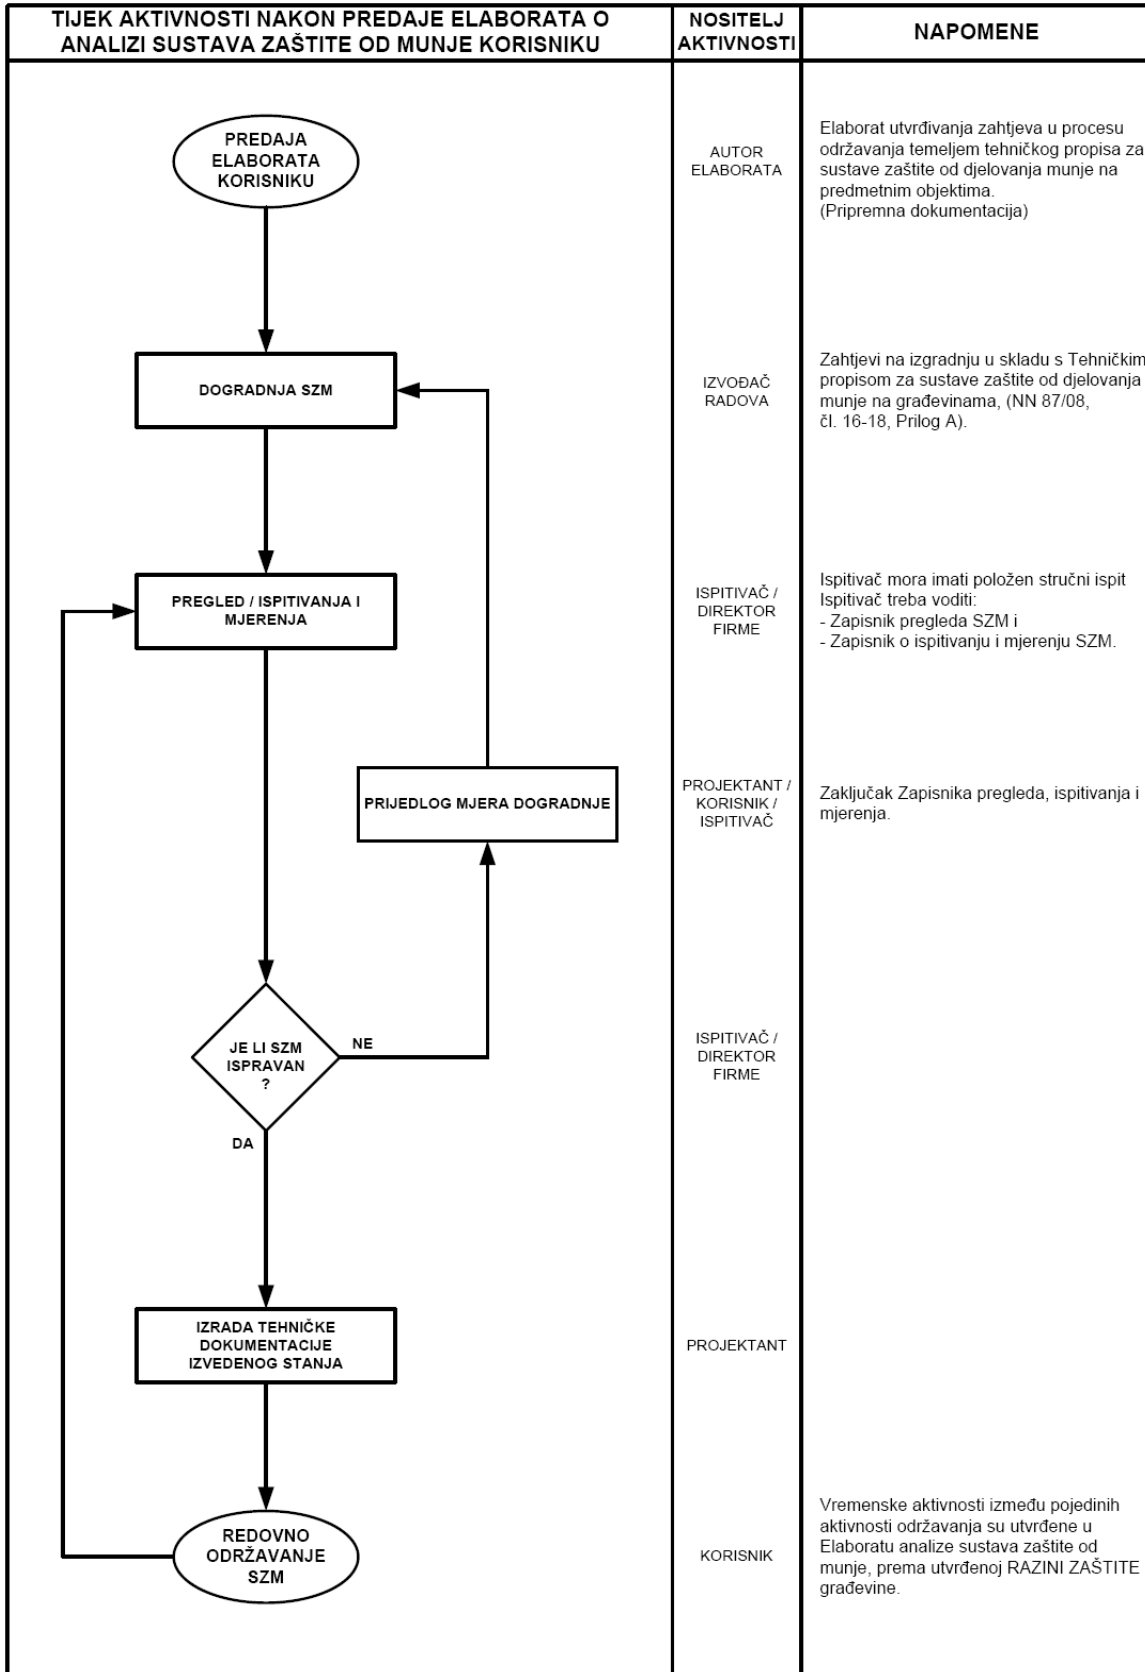 TIJEK AKTIVNOSTI NAKON PREDAJE ELABORATA O
ANALIZI SUSTAVA ZAŠTITE OD MUNJE KORISNIKU
NOSITELJ
AKTIVNOSTI
NAPOMENE
PREDAJA
ELABORATA
KORISNIKU
AUTOR
ELABORATA
Elaborat utvrđivanja zahtjeva u procesu
održavanja temeljem tehničkog propisa za
sustave zaštite od djelovanja munje na
predmetnim objektima.
(Pripremna dokumentacija)
DOGRADNJA SZM
IZVOĐAČ
RADOVA
Zahtjevi na izgradnju u skladu s Tehničkim
propisom za sustave zaštite od djelovanja
munje na građevinama, (NN 87/08,
čl. 16-18, Prilog A).
PREGLED / ISPITIVANJA I
MJERENJA
ISPITIVAČ /
DIREKTOR
FIRME
Ispitivač mora imati položen stručni ispit
Ispitivač treba voditi:
- Zapisnik pregleda SZM i
- Zapisnik o ispitivanju i mjerenju SZM.
PRIJEDLOG MJERA DOGRADNJE
PROJEKTANT /
KORISNIK /
ISPITIVAČ
Zaključak Zapisnika pregleda, ispitivanja i
mjerenja.
JE LI SZM
ISPRAVAN
?
NE
DA
ISPITIVAČ /
DIREKTOR
FIRME
IZRADA TEHNIČKE
DOKUMENTACIJE
IZVEDENOG STANJA
PROJEKTANT
REDOVNO
ODRŽAVANJE
SZM
KORISNIK
Vremenske aktivnosti između pojedinih
aktivnosti održavanja su utvrđene u
Elaboratu analize sustava zaštite od
munje, prema utvrđenoj RAZINI ZAŠTITE
građevine.